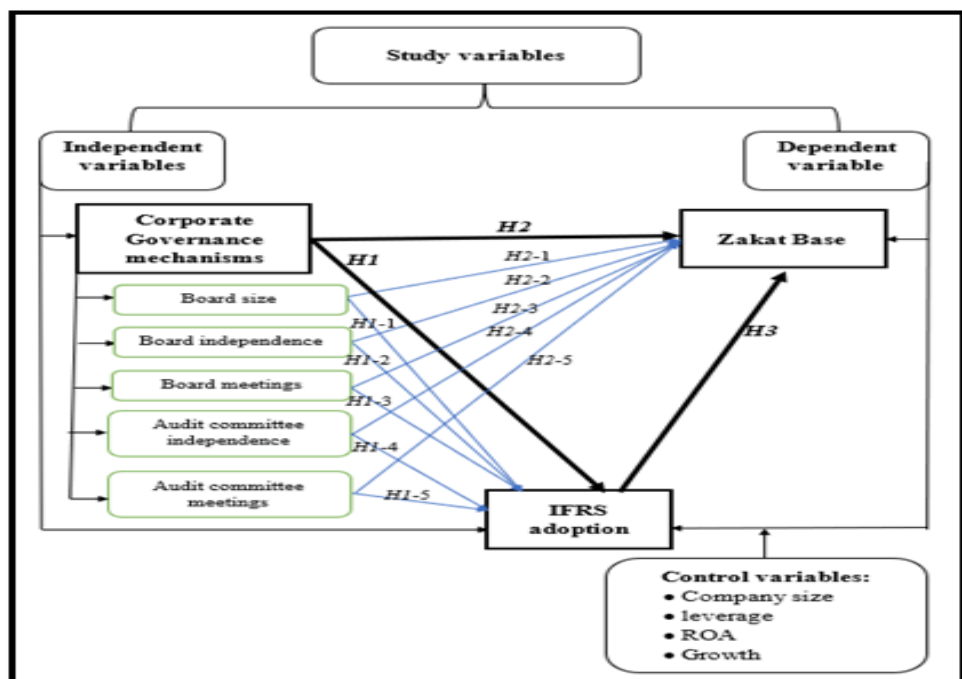 Study variables
Independent
variables
Dependent
variable
Corporate
Governance
mechanisms
H2
Zakat Base
H1
H2-1
Board size
H2-2
H2-3
H1-1
H2-4
Board independence
H3
H1-2
H2-5
Board meetings
H1-3
Audit committee
independence
H1-4
Audit committee
meetings
H1-5
IFRS
adoption
Control variables:
• Company size
• leverage
• ROA
• Growth